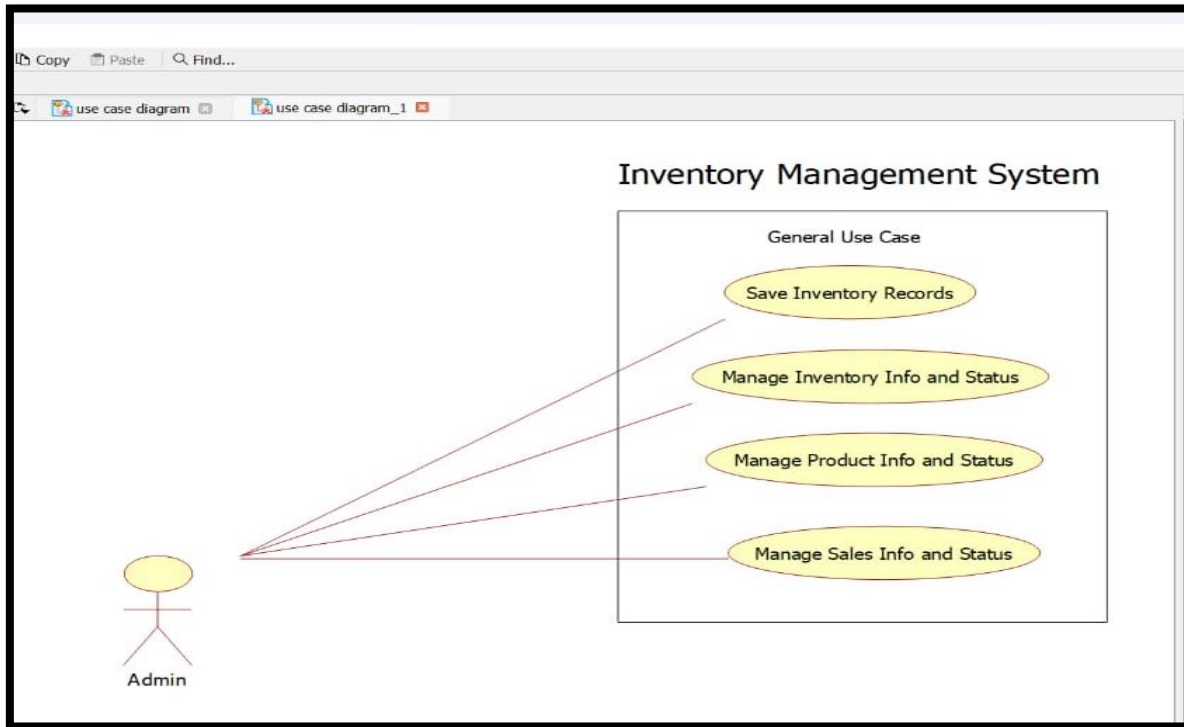 Copy Paste Find...
use case diagram use case diagram_1
Inventory Management System
General Use Case
Save Inventory Records
Manage Inventory Info and Status
Manage Product Info and Status
Manage Sales Info and Status
Admin